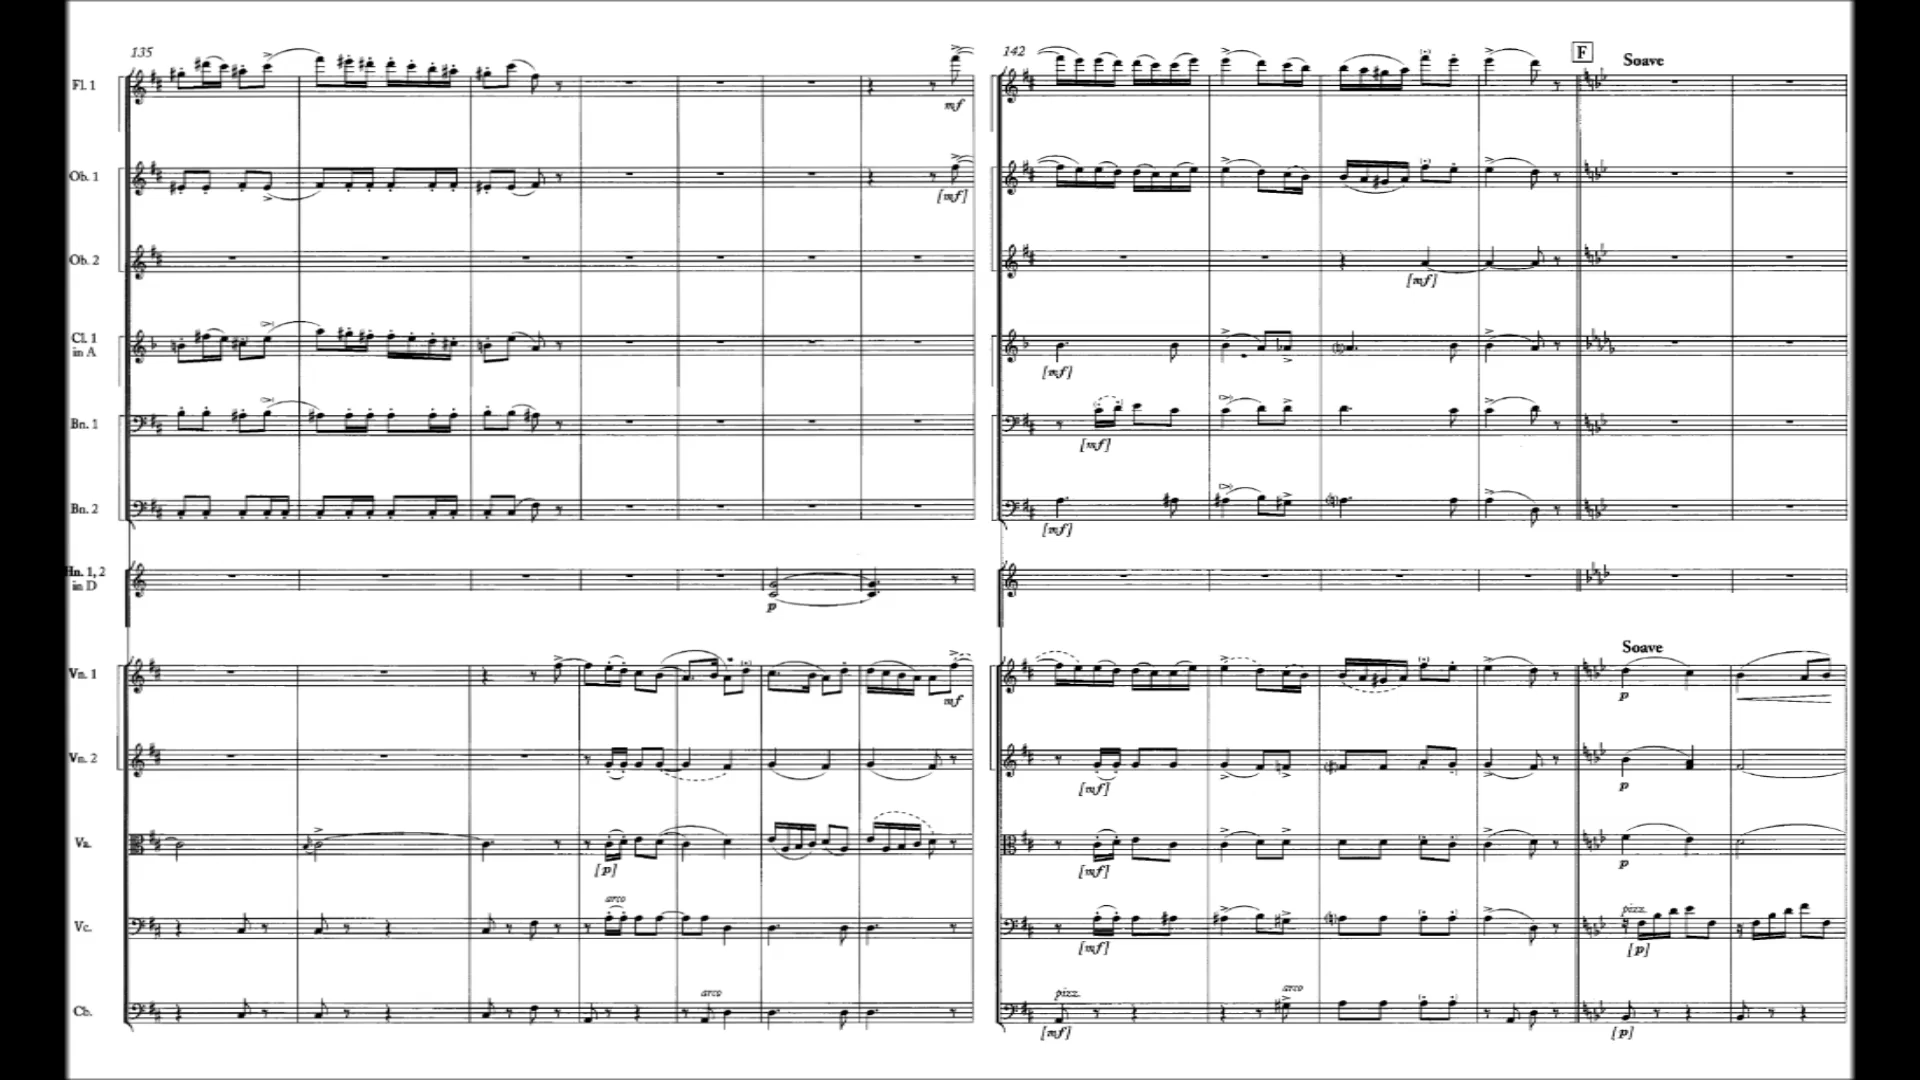 135
Fl. 1
mf
Ob. 1
[mf]
Ob. 2
Cl. 1
in A
Bn. 1
Bn. 2
Hn. 1, 2
in D
p
Vn. 1
mf
Vn. 2
Va.
[p]
arco
Vc.
arco
Cb.
142
F
Soave
[mf]
[mf]
[mf]
[mf]
Soave
p
[mf]
p
[mf]
p
pizz.
[mf]
[p]
pizz.
arco
[mf]
[p]